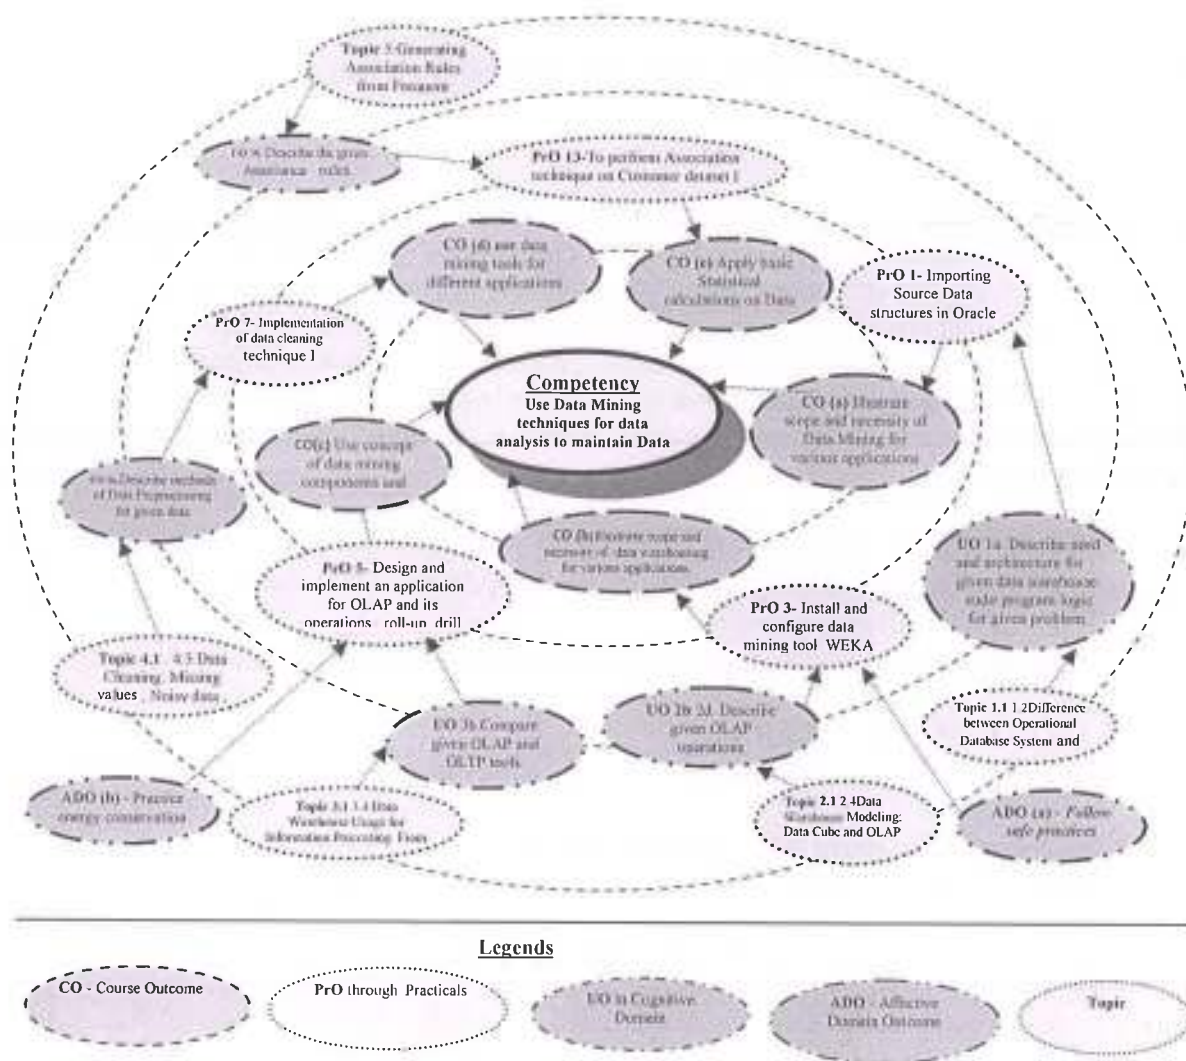 Topic 5 Generating
Association Rules
from Frequent
Describe the given
Association rules
PrO 13-To perform Association
technique on Customer dataset I
CO (d) use data
mining tools for
different applications
CO (e) Apply basic
Statistical
calculations on Data
PrO 1- Importing
Source Data
structures in Oracle
PrO 7- Implementation
of data cleaning
technique I
Competency
Use Data Mining
techniques for data
analysis to maintain Data
CO (a) Illustrate
scope and necessity of
Data Mining for
various applications
CO(c) Use concept
of data mining
components and
Describe methods
of Data Preprocessing
for given data
scope and
necessity of data warehousing
for various applications
UO 1a. Describe need
and architecture for
given data warehouse
program logic
for given problem
PrO 5- Design and
implement an application
for OLAP and its
operations roll-up drill
PrO 3- Install and
configure data
mining tool WEKA
Topic 4.1 4.3 Data
Cleaning, Missing
values , Noisy data ,
UO 3b Compare
given OLAP and
OLTP tools
UO 2b 2d. Describe
given OLAP
operations
Topic 1.1 1 2Difference
between Operational
Database System and
ADO (b) - Practice
energy conservation
Topic 3.1 3.4 Data
Warehouse Usage for
Information Processing From
Topic 2.1 2 4Data
Warehouse Modeling:
Data Cube and OLAP
ADO (a) - Follow
safe practices
Legends
CO - Course Outcome
PrO through Practicals
UO in Cognitive
Domain
ADO - Affective
Domain Outcome
Topic